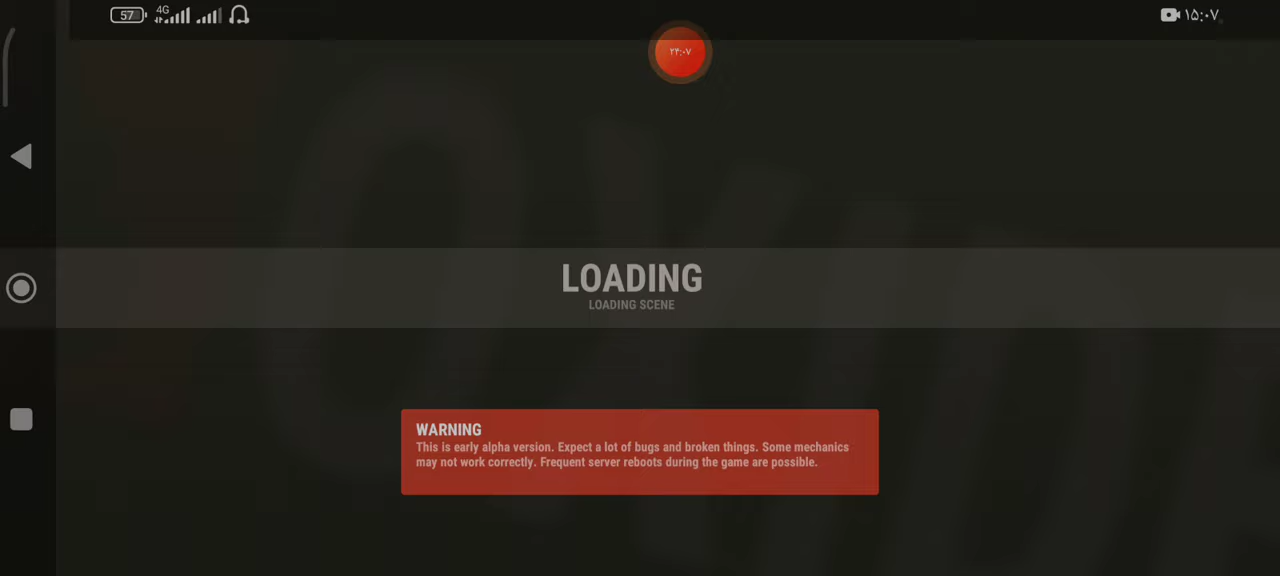 57 4G ۱۵:۰۷
۲۳:۰۷
LOADING
LOADING SCENE
WARNING
This is early alpha version. Expect a lot of bugs and broken things. Some mechanics
may not work correctly. Frequent server reboots during the game are possible.